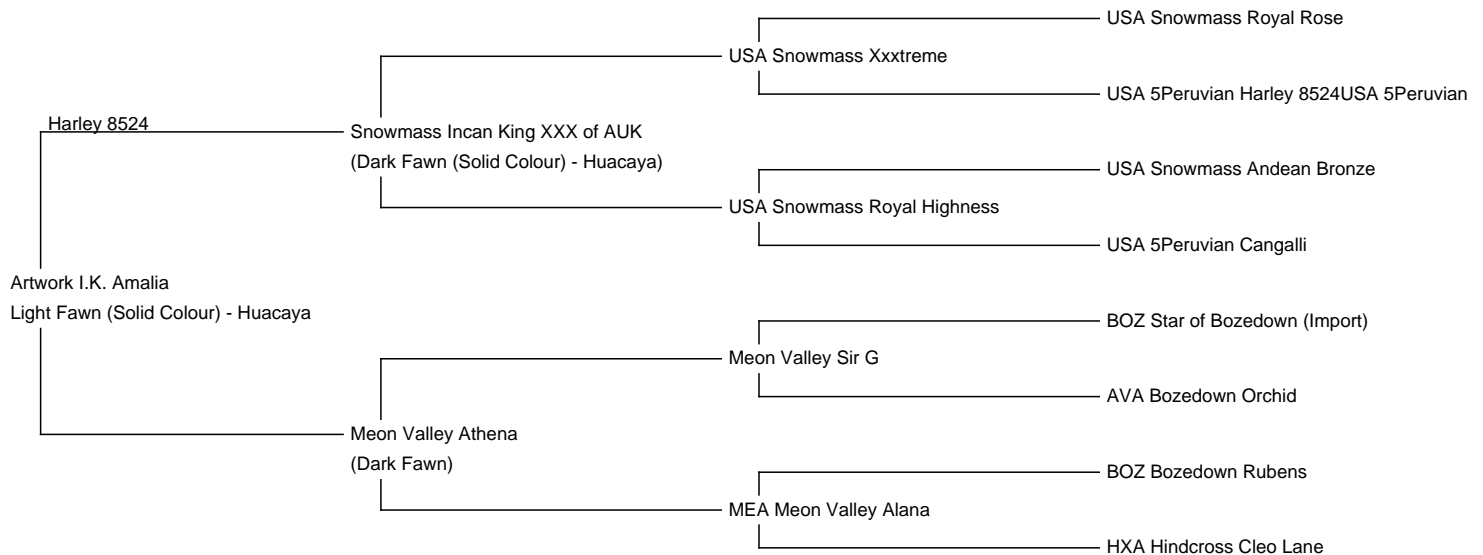 USA Snowmass Royal Rose
USA Snowmass Xxxtreme
USA 5Peruvian Harley 8524USA 5Peruvian
Harley 8524
Snowmass Incan King XXX of AUK
(Dark Fawn (Solid Colour) - Huacaya)
USA Snowmass Andean Bronze
USA Snowmass Royal Highness
USA 5Peruvian Cangalli
Artwork I.K. Amalia
Light Fawn (Solid Colour) - Huacaya
BOZ Star of Bozedown (Import)
Meon Valley Sir G
AVA Bozedown Orchid
Meon Valley Athena
(Dark Fawn)
BOZ Bozedown Rubens
MEA Meon Valley Alana
HXA Hindcross Cleo Lane